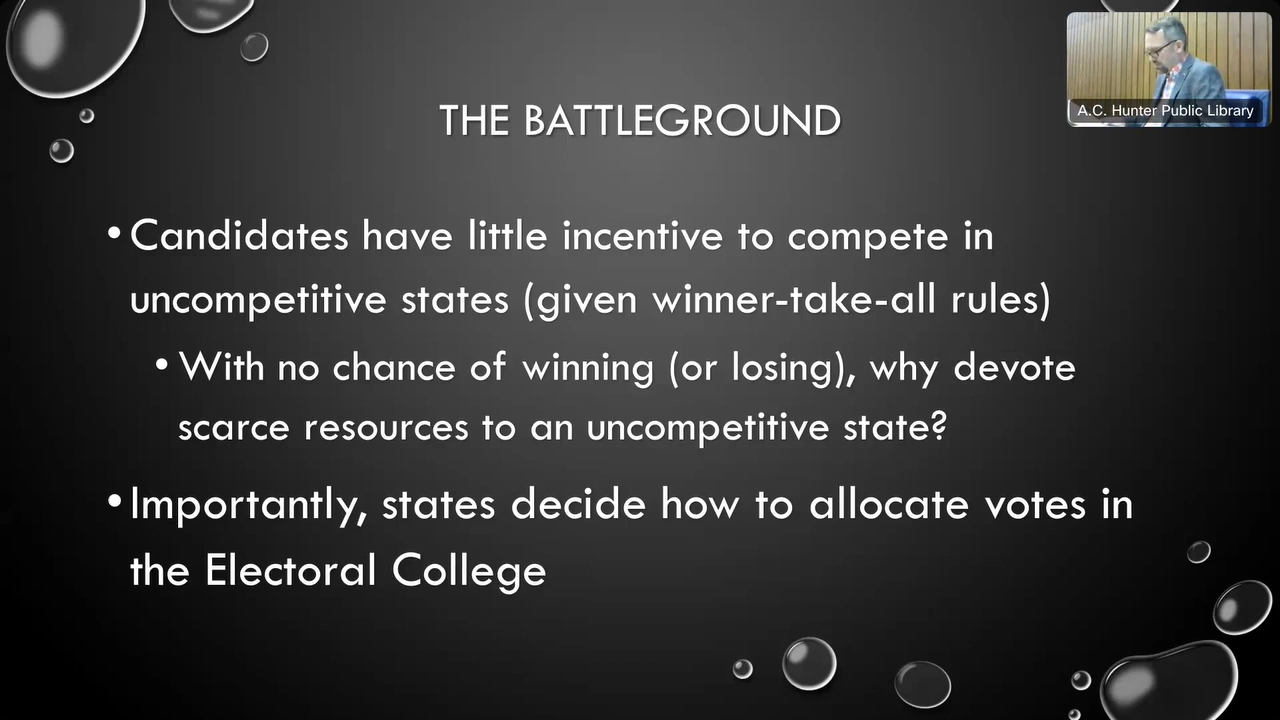 THE BATTLEGROUND
A.C. Hunter Public Library
• Candidates have little incentive to compete in
uncompetitive states (given winner-take-all rules)
• With no chance of winning (or losing), why devote
scarce resources to an uncompetitive state?
• Importantly, states decide how to allocate votes in
the Electoral College